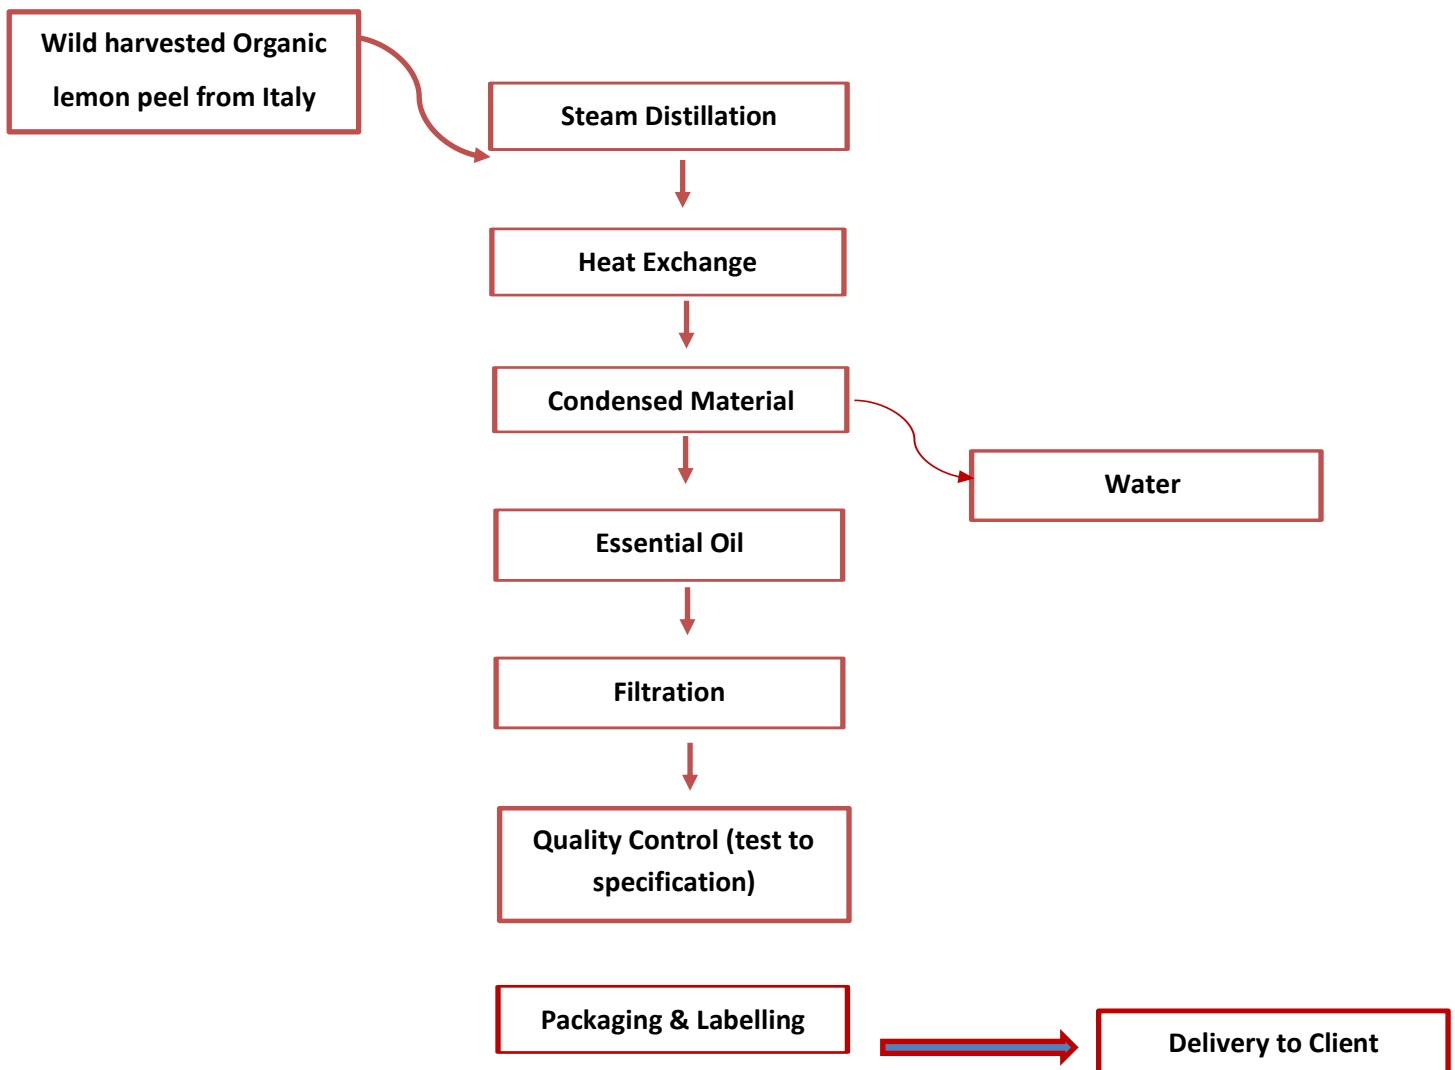 Wild harvested Organic
lemon peel from Italy
Steam Distillation
Heat Exchange
Condensed Material
Water
Essential Oil
Filtration
Quality Control (test to
specification)
Packaging & Labelling
Delivery to Client